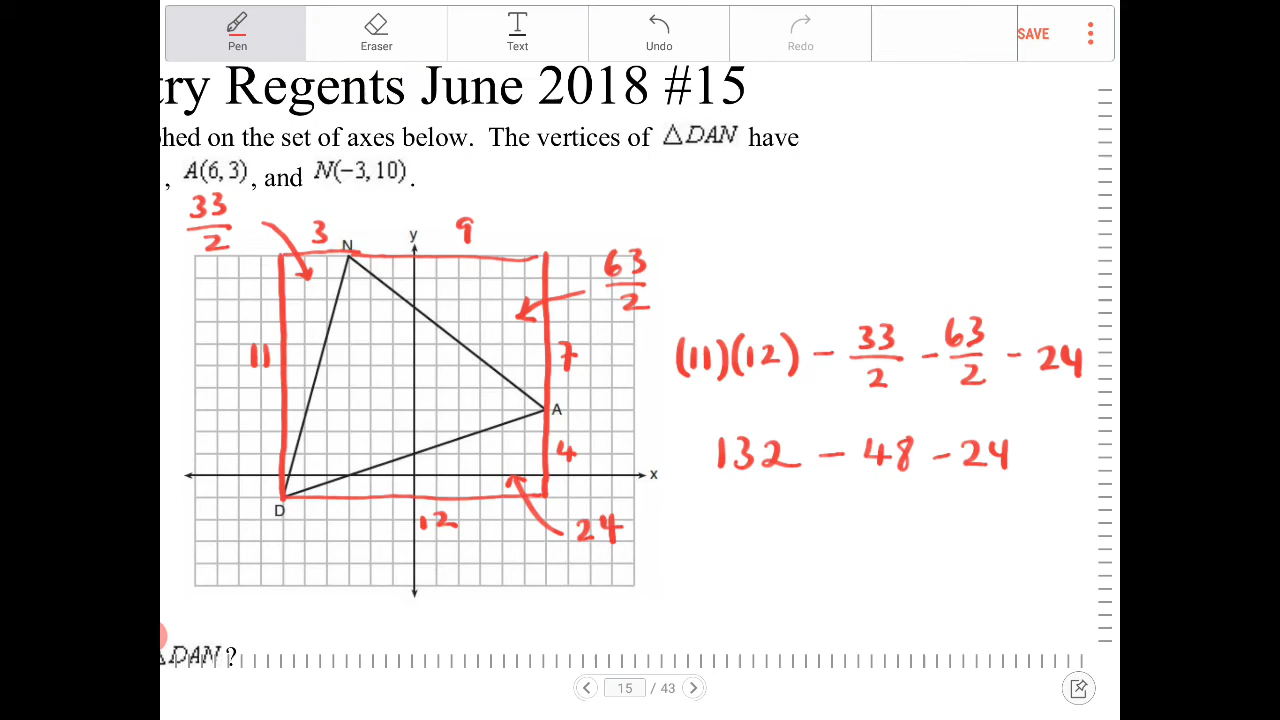 Pen Eraser Text Undo Redo SAVE
try Regents June 2018 #15
hed on the set of axes below. The vertices of △DAN have
, A(6, 3), and N(−3, 10).
33/2 3 9
N y
63/2
11 7
(11)(12) − 33/2 − 63/2 − 24
A
4
132 − 48 − 24
x
D 12 24
△DAN?
15 / 43